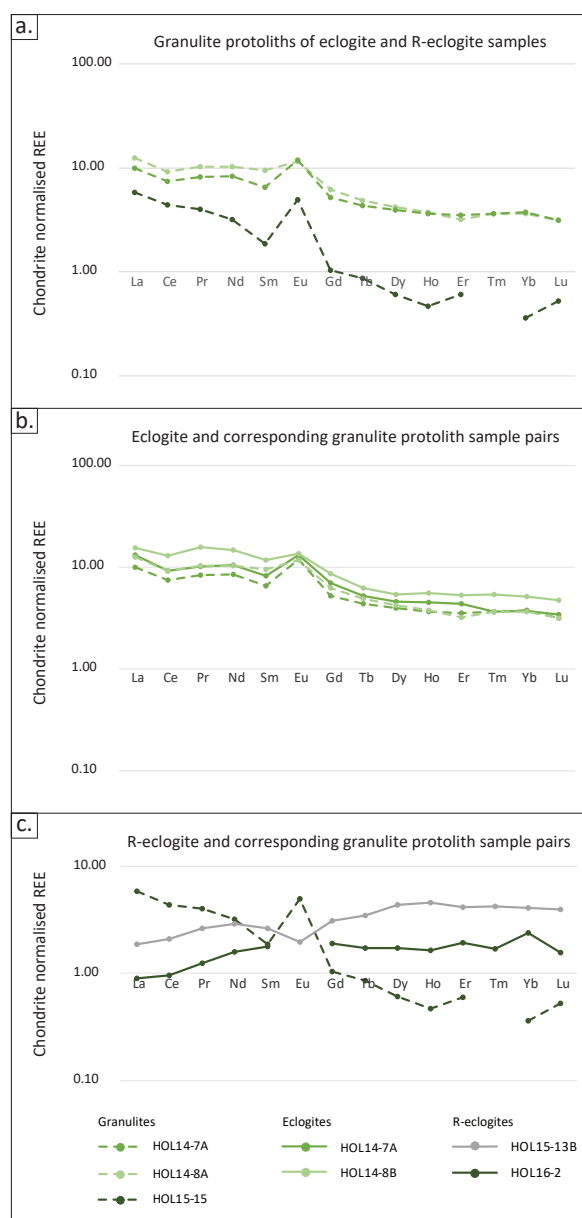 a.
Granulite protoliths of eclogite and R-eclogite samples
Chondrite normalised REE
100.00
10.00
1.00
0.10
La Ce Pr Nd Sm Eu Gd Yb Dy Ho Er Tm Yb Lu
b.
Eclogite and corresponding granulite protolith sample pairs
Chondrite normalised REE
100.00
10.00
1.00
0.10
La Ce Pr Nd Sm Eu Gd Tb Dy Ho Er Tm Yb Lu
c.
R-eclogite and corresponding granulite protolith sample pairs
Chondrite normalised REE
10.00
1.00
0.10
La Ce Pr Nd Sm Eu Gd Tb Dy Ho Er Tm Yb Lu
Granulites Eclogites R-eclogites
HOL14-7A HOL14-7A HOL15-13B
HOL14-8A HOL14-8B HOL16-2
HOL15-15